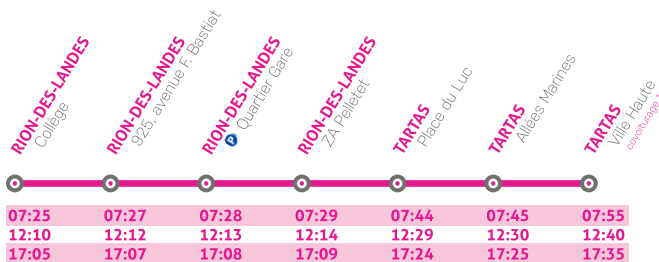 RION-DES-LANDES
Collège
RION-DES-LANDES
925, avenue F. Bastiat
RION-DES-LANDES
P Quartier Gare
RION-DES-LANDES
ZA Pelletet
TARTAS
Place du Luc
TARTAS
Allées Marines
TARTAS
Ville Haute
covoiturage *
07:25 07:27 07:28 07:29 07:44 07:45 07:55
12:10 12:12 12:13 12:14 12:29 12:30 12:40
17:05 17:07 17:08 17:09 17:24 17:25 17:35